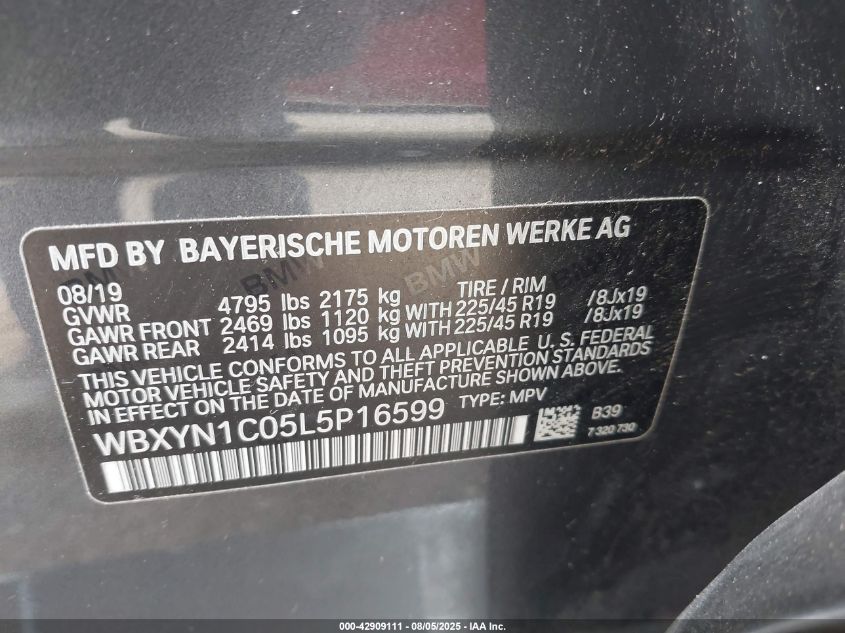 MFD BY BAYERISCHE MOTOREN WERKE AG
BMW BMW BMW
08/19 TIRE / RIM
GVWR 4795 lbs 2175 kg
GAWR FRONT 2469 lbs 1120 kg WITH 225/45 R19 /8Jx19
GAWR REAR 2414 lbs 1095 kg WITH 225/45 R19 /8Jx19
THIS VEHICLE CONFORMS TO ALL APPLICABLE U. S. FEDERAL
MOTOR VEHICLE SAFETY AND THEFT PREVENTION STANDARDS
IN EFFECT ON THE DATE OF MANUFACTURE SHOWN ABOVE.
WBXYN1C05L5P16599 TYPE: MPV
B39
7 320 730
000-42909111 - 08/05/2025 - IAA Inc.